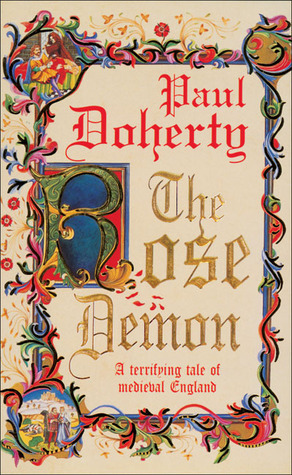 Paul
Doherty
The
Rose
Demon
A terrifying tale of
medieval England